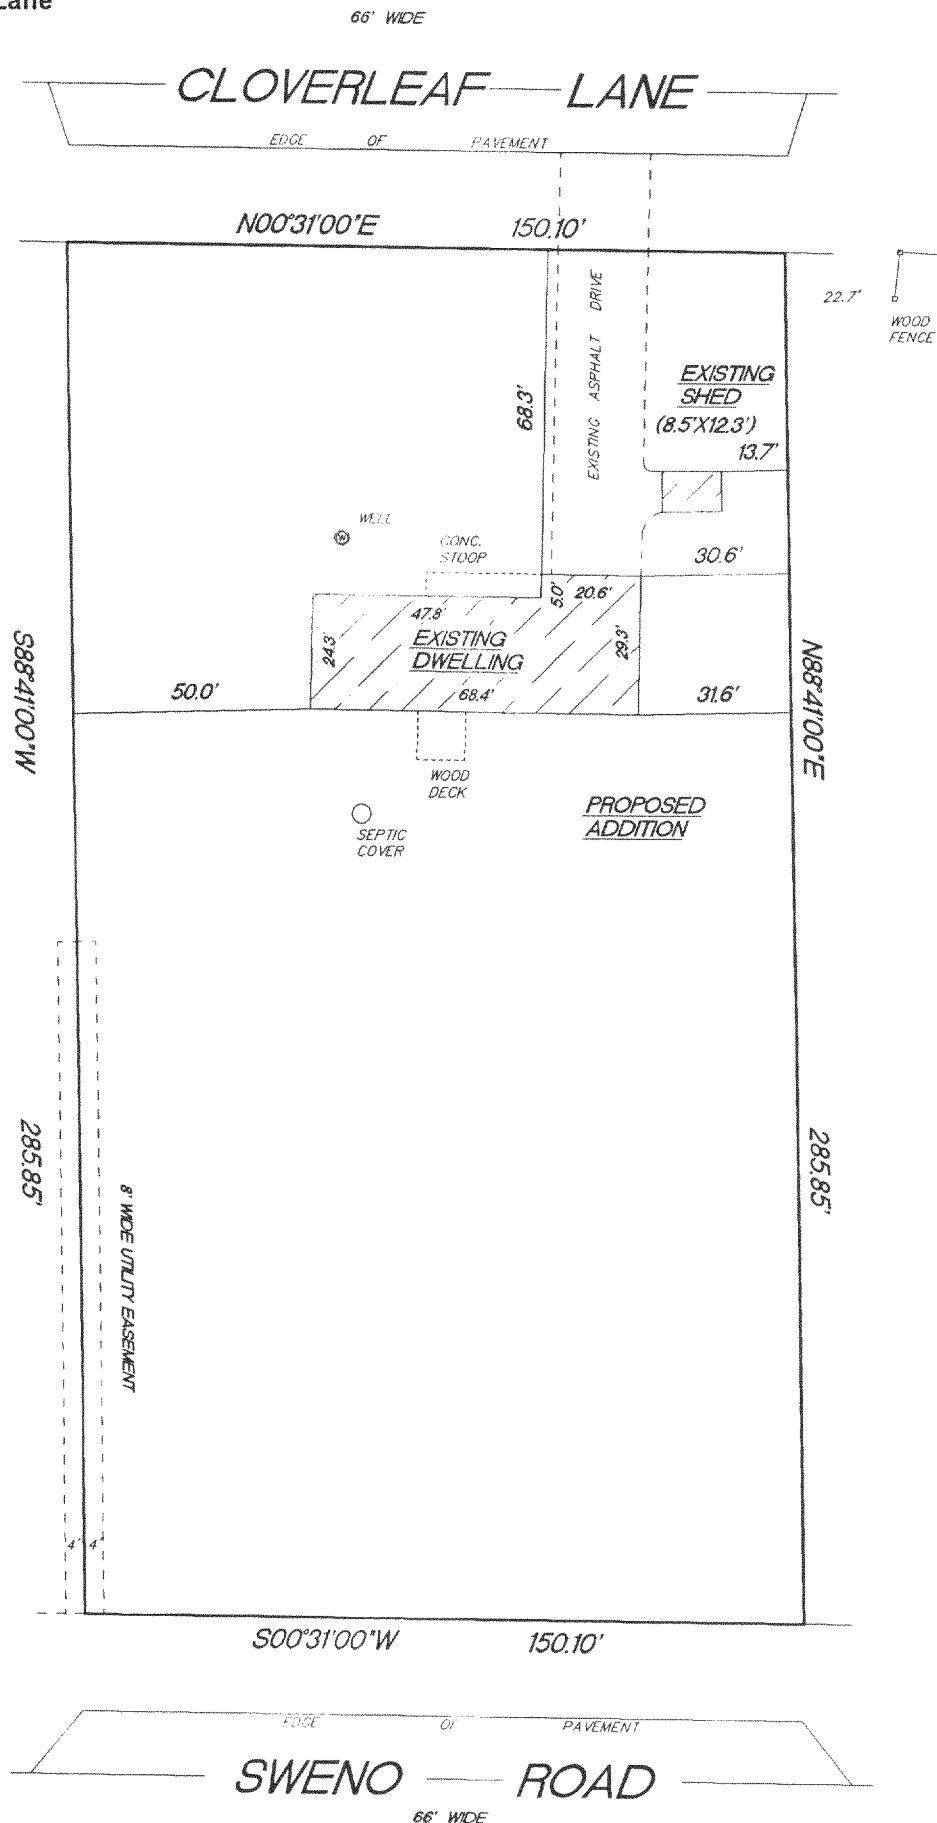 Lane
66' WIDE
CLOVERLEAF LANE
EDGE OF PAVEMENT
N00°31'00"E 150.10'
22.7'
WOOD
FENCE
EXISTING ASPHALT DRIVE
68.3'
EXISTING
SHED
(8.5'X12.3')
13.7'
WELL
W
CONC.
STOOP
30.6'
5.0'
20.6'
47.8'
24.3'
EXISTING
DWELLING
29.3'
68.4'
50.0'
31.6'
S88°41'00"W
N88°41'00"E
WOOD
DECK
PROPOSED
ADDITION
SEPTIC
COVER
285.85'
285.85'
8' WIDE UTILITY EASEMENT
4' 4'
S00°31'00"W 150.10'
EDGE OF PAVEMENT
SWENO ROAD
66' WIDE